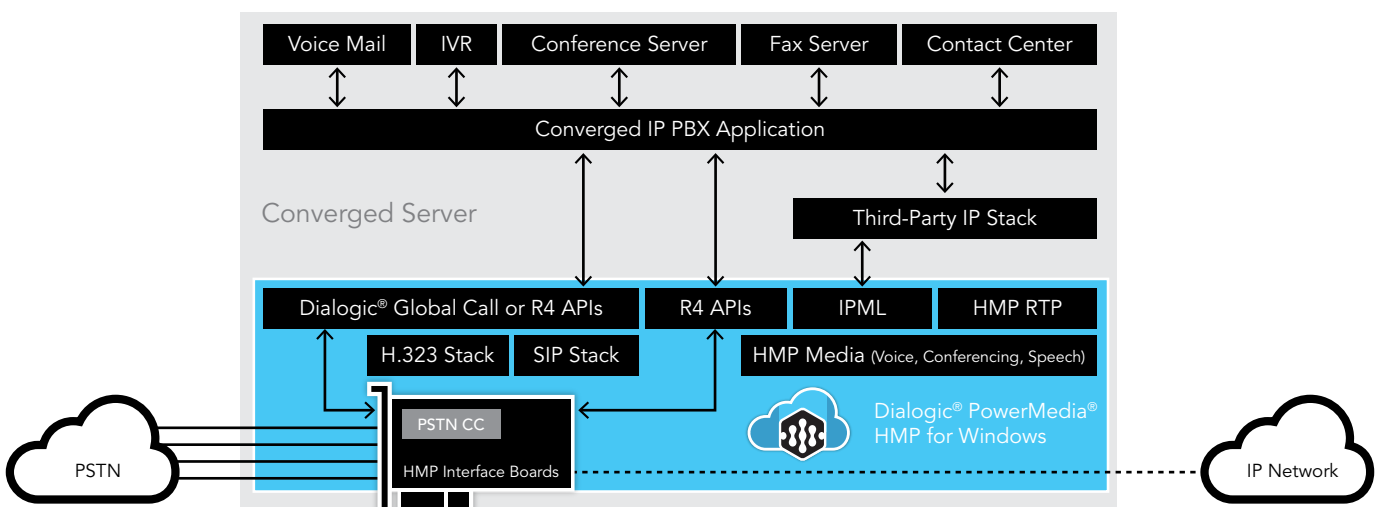 Voice Mail
IVR
Conference Server
Fax Server
Contact Center
Converged IP PBX Application
Converged Server
Third-Party IP Stack
Dialogic® Global Call or R4 APIs
R4 APIs
IPML
HMP RTP
H.323 Stack
SIP Stack
HMP Media (Voice, Conferencing, Speech)
PSTN CC
HMP Interface Boards
Dialogic® PowerMedia®
HMP for Windows
PSTN
IP Network